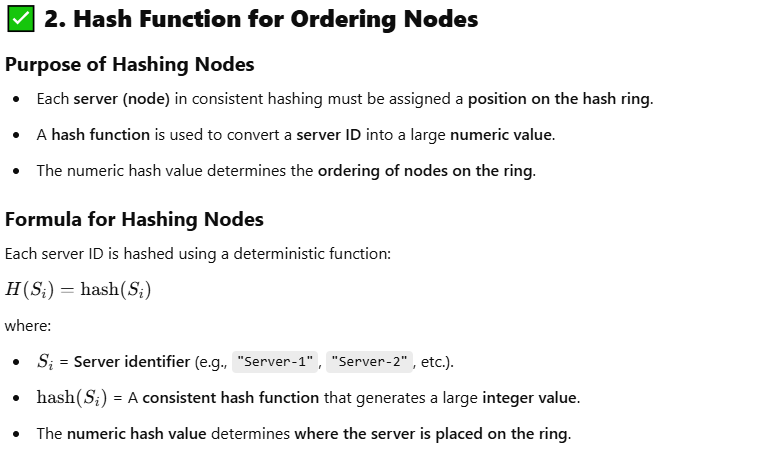 ✅ 2. Hash Function for Ordering Nodes
Purpose of Hashing Nodes
• Each server (node) in consistent hashing must be assigned a position on the hash ring.
• A hash function is used to convert a server ID into a large numeric value.
• The numeric hash value determines the ordering of nodes on the ring.
Formula for Hashing Nodes
Each server ID is hashed using a deterministic function:
H(Sᵢ) = hash(Sᵢ)
where:
• Sᵢ = Server identifier (e.g., "Server-1", "Server-2", etc.).
• hash(Sᵢ) = A consistent hash function that generates a large integer value.
• The numeric hash value determines where the server is placed on the ring.